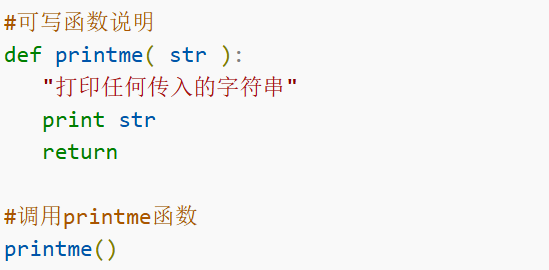 #可写函数说明
def printme( str ):
   "打印任何传入的字符串"
   print str
   return
#调用printme函数
printme()